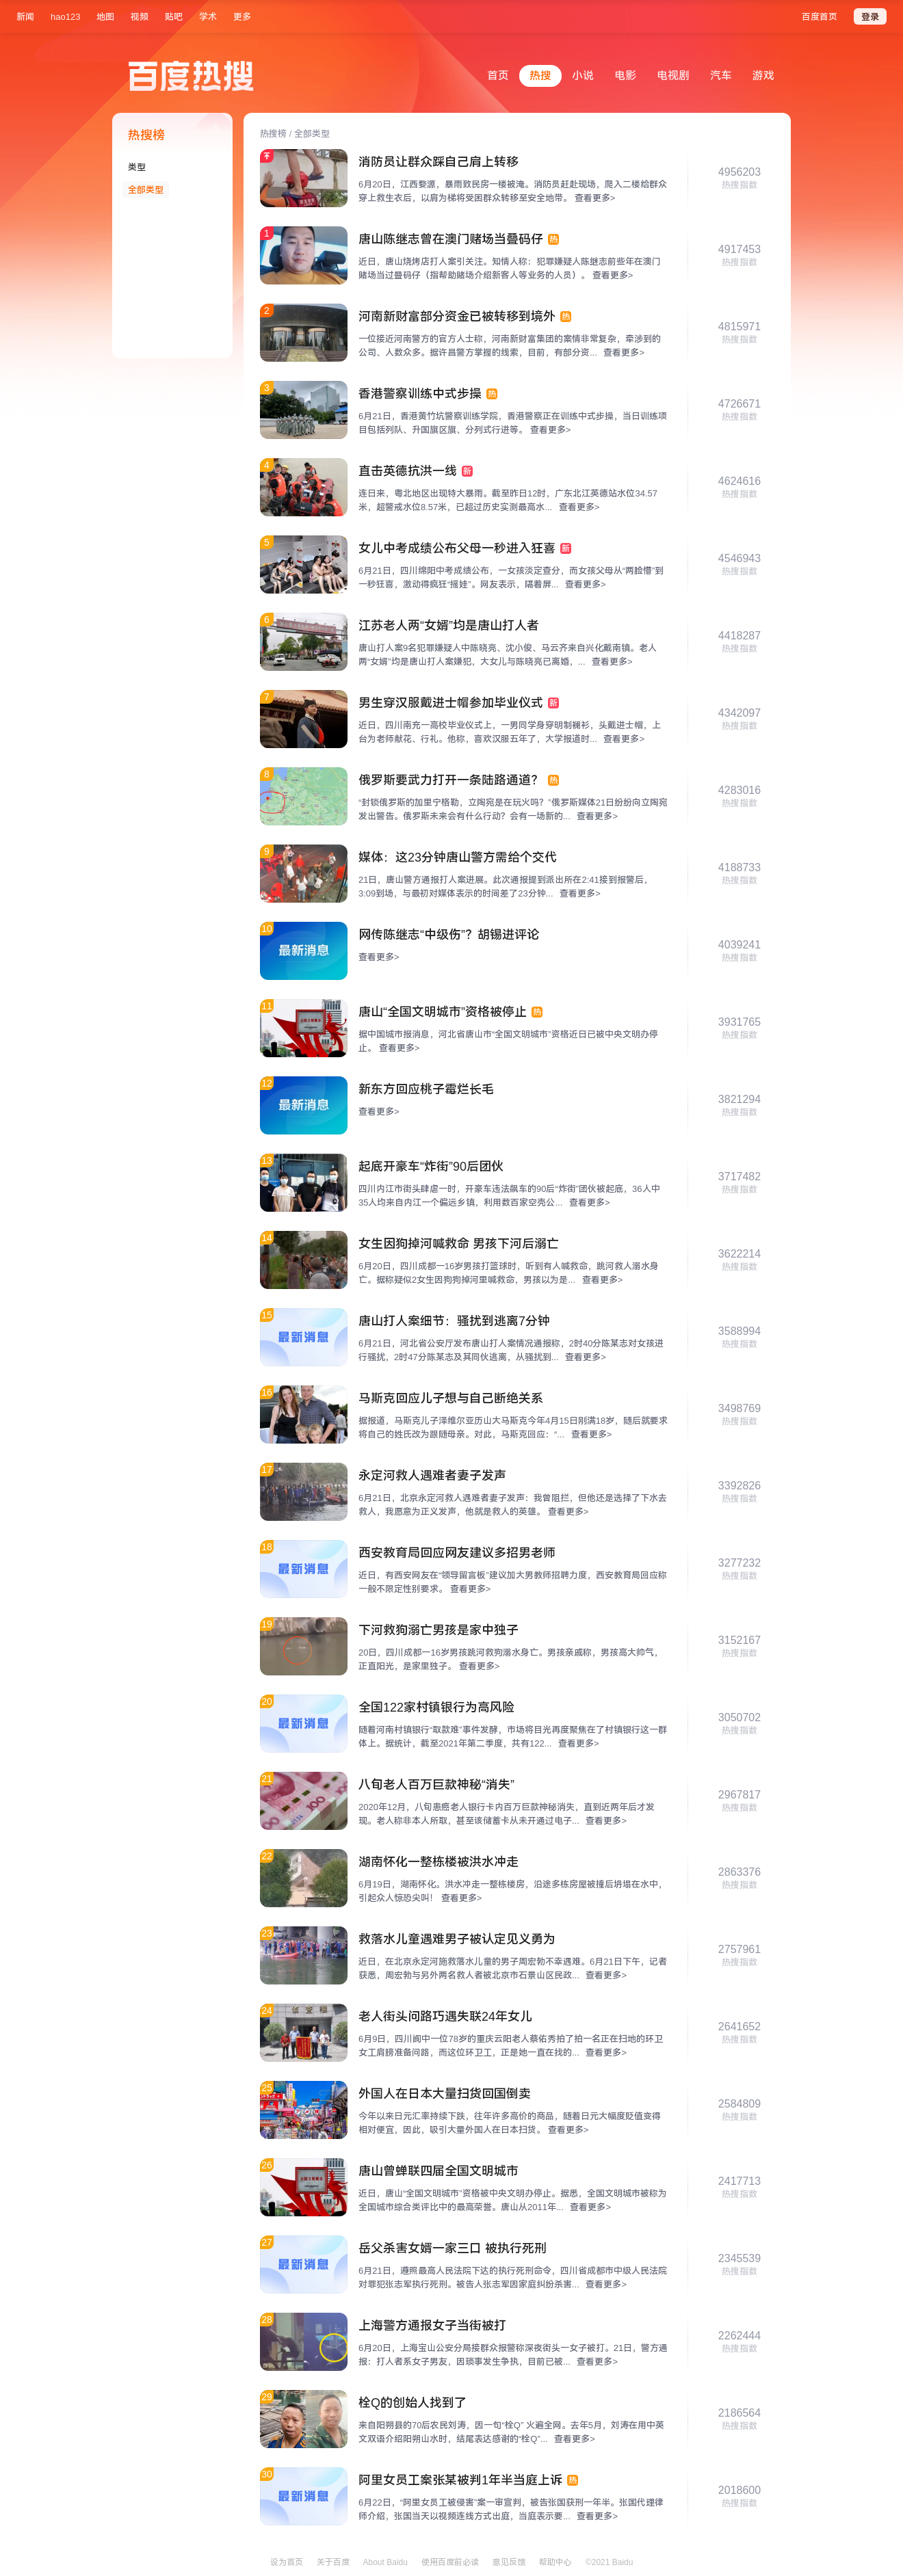 新闻 hao123 地图 视频 贴吧 学术 更多 百度首页 登录
百度热搜 首页 热搜 小说 电影 电视剧 汽车 游戏
热搜榜
类型
全部类型
热搜榜 / 全部类型
消防员让群众踩自己肩上转移
6月20日，江西婺源，暴雨致民房一楼被淹。消防员赶赴现场，爬入二楼给群众
穿上救生衣后，以肩为梯将受困群众转移至安全地带。 查看更多>
4956203
热搜指数
1
唐山陈继志曾在澳门赌场当叠码仔 热
近日，唐山烧烤店打人案引关注。知情人称：犯罪嫌疑人陈继志前些年在澳门
赌场当过叠码仔（指帮助赌场介绍新客人等业务的人员）。 查看更多>
4917453
热搜指数
2
河南新财富部分资金已被转移到境外 热
一位接近河南警方的官方人士称，河南新财富集团的案情非常复杂，牵涉到的
公司、人数众多。据许昌警方掌握的线索，目前，有部分资... 查看更多>
4815971
热搜指数
3
香港警察训练中式步操 热
6月21日，香港黄竹坑警察训练学院，香港警察正在训练中式步操，当日训练项
目包括列队、升国旗区旗、分列式行进等。 查看更多>
4726671
热搜指数
4
直击英德抗洪一线 新
连日来，粤北地区出现特大暴雨。截至昨日12时，广东北江英德站水位34.57
米，超警戒水位8.57米，已超过历史实测最高水... 查看更多>
4624616
热搜指数
5
女儿中考成绩公布父母一秒进入狂喜 新
6月21日，四川绵阳中考成绩公布，一女孩淡定查分，而女孩父母从“两脸懵”到
一秒狂喜，激动得疯狂“摇娃”。网友表示，隔着屏... 查看更多>
4546943
热搜指数
6
江苏老人两“女婿”均是唐山打人者
唐山打人案9名犯罪嫌疑人中陈晓亮、沈小俊、马云齐来自兴化戴南镇。老人
两“女婿”均是唐山打人案嫌犯，大女儿与陈晓亮已离婚，... 查看更多>
4418287
热搜指数
7
男生穿汉服戴进士帽参加毕业仪式 新
近日，四川南充一高校毕业仪式上，一男同学身穿明制襕衫，头戴进士帽，上
台为老师献花、行礼。他称，喜欢汉服五年了，大学报道时... 查看更多>
4342097
热搜指数
8
俄罗斯要武力打开一条陆路通道？ 热
“封锁俄罗斯的加里宁格勒，立陶宛是在玩火吗？”俄罗斯媒体21日纷纷向立陶宛
发出警告。俄罗斯未来会有什么行动？会有一场新的... 查看更多>
4283016
热搜指数
9
媒体：这23分钟唐山警方需给个交代
21日，唐山警方通报打人案进展。此次通报提到派出所在2:41接到报警后，
3:09到场，与最初对媒体表示的时间差了23分钟... 查看更多>
4188733
热搜指数
10
最新消息
网传陈继志“中级伤”？胡锡进评论
查看更多>
4039241
热搜指数
11
唐山“全国文明城市”资格被停止 热
据中国城市报消息，河北省唐山市“全国文明城市”资格近日已被中央文明办停
止。 查看更多>
3931765
热搜指数
12
最新消息
新东方回应桃子霉烂长毛
查看更多>
3821294
热搜指数
13
起底开豪车“炸街”90后团伙
四川内江市街头肆虐一时，开豪车违法飙车的90后“炸街”团伙被起底，36人中
35人均来自内江一个偏远乡镇，利用数百家空壳公... 查看更多>
3717482
热搜指数
14
女生因狗掉河喊救命 男孩下河后溺亡
6月20日，四川成都一16岁男孩打篮球时，听到有人喊救命，跳河救人溺水身
亡。据称疑似2女生因狗狗掉河里喊救命，男孩以为是... 查看更多>
3622214
热搜指数
15
最新消息
唐山打人案细节：骚扰到逃离7分钟
6月21日，河北省公安厅发布唐山打人案情况通报称，2时40分陈某志对女孩进
行骚扰，2时47分陈某志及其同伙逃离，从骚扰到... 查看更多>
3588994
热搜指数
16
马斯克回应儿子想与自己断绝关系
据报道，马斯克儿子泽维尔亚历山大马斯克今年4月15日刚满18岁，随后就要求
将自己的姓氏改为跟随母亲。对此，马斯克回应：“... 查看更多>
3498769
热搜指数
17
永定河救人遇难者妻子发声
6月21日，北京永定河救人遇难者妻子发声：我曾阻拦，但他还是选择了下水去
救人，我愿意为正义发声，他就是救人的英雄。 查看更多>
3392826
热搜指数
18
最新消息
西安教育局回应网友建议多招男老师
近日，有西安网友在“领导留言板”建议加大男教师招聘力度，西安教育局回应称
一般不限定性别要求。 查看更多>
3277232
热搜指数
19
下河救狗溺亡男孩是家中独子
20日，四川成都一16岁男孩跳河救狗溺水身亡。男孩亲戚称，男孩高大帅气，
正直阳光，是家里独子。 查看更多>
3152167
热搜指数
20
最新消息
全国122家村镇银行为高风险
随着河南村镇银行“取款难”事件发酵，市场将目光再度聚焦在了村镇银行这一群
体上。据统计，截至2021年第二季度，共有122... 查看更多>
3050702
热搜指数
21
八旬老人百万巨款神秘“消失”
2020年12月，八旬患癌老人银行卡内百万巨款神秘消失，直到近两年后才发
现。老人称非本人所取，甚至该储蓄卡从未开通过电子... 查看更多>
2967817
热搜指数
22
湖南怀化一整栋楼被洪水冲走
6月19日，湖南怀化。洪水冲走一整栋楼房，沿途多栋房屋被撞后坍塌在水中，
引起众人惊恐尖叫！ 查看更多>
2863376
热搜指数
23
救落水儿童遇难男子被认定见义勇为
近日，在北京永定河施救落水儿童的男子周宏勃不幸遇难。6月21日下午，记者
获悉，周宏勃与另外两名救人者被北京市石景山区民政... 查看更多>
2757961
热搜指数
24
老人街头问路巧遇失联24年女儿
6月9日，四川阆中一位78岁的重庆云阳老人蔡佑秀拍了拍一名正在扫地的环卫
女工肩膀准备问路，而这位环卫工，正是她一直在找的... 查看更多>
2641652
热搜指数
25
外国人在日本大量扫货回国倒卖
今年以来日元汇率持续下跌，往年许多高价的商品，随着日元大幅度贬值变得
相对便宜，因此，吸引大量外国人在日本扫货。 查看更多>
2584809
热搜指数
26
唐山曾蝉联四届全国文明城市
近日，唐山“全国文明城市”资格被中央文明办停止。据悉，全国文明城市被称为
全国城市综合类评比中的最高荣誉。唐山从2011年... 查看更多>
2417713
热搜指数
27
最新消息
岳父杀害女婿一家三口 被执行死刑
6月21日，遵照最高人民法院下达的执行死刑命令，四川省成都市中级人民法院
对罪犯张志军执行死刑。被告人张志军因家庭纠纷杀害... 查看更多>
2345539
热搜指数
28
上海警方通报女子当街被打
6月20日，上海宝山公安分局接群众报警称深夜街头一女子被打。21日，警方通
报：打人者系女子男友，因琐事发生争执，目前已被... 查看更多>
2262444
热搜指数
29
栓Q的创始人找到了
来自阳朔县的70后农民刘涛，因一句“栓Q” 火遍全网。去年5月，刘涛在用中英
文双语介绍阳朔山水时，结尾表达感谢的“栓Q”... 查看更多>
2186564
热搜指数
30
最新消息
阿里女员工案张某被判1年半当庭上诉 热
6月22日，“阿里女员工被侵害”案一审宣判，被告张国获刑一年半。张国代理律
师介绍，张国当天以视频连线方式出庭，当庭表示要... 查看更多>
2018600
热搜指数
设为首页 关于百度 About Baidu 使用百度前必读 意见反馈 帮助中心 ©2021 Baidu